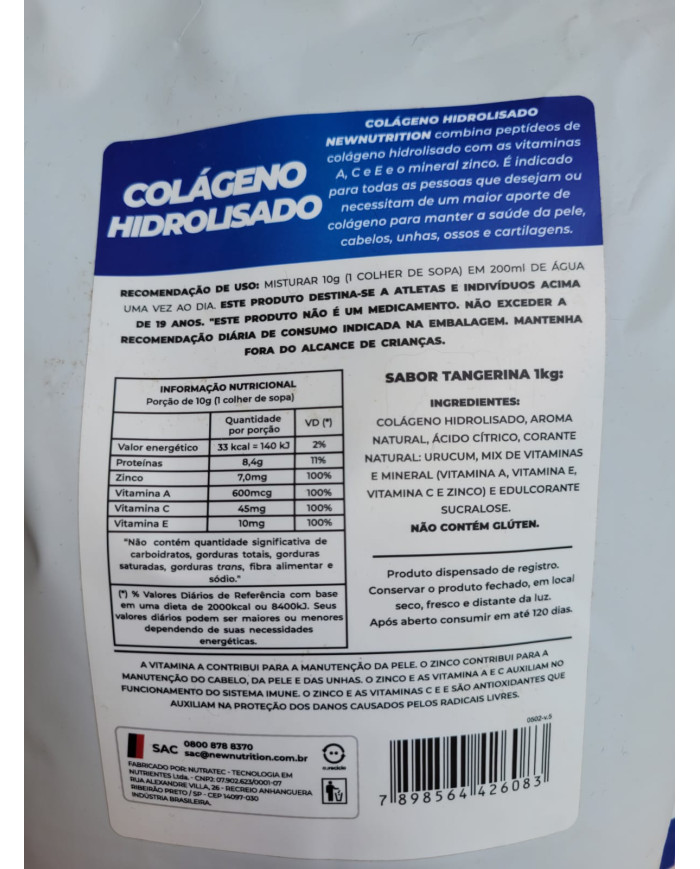 COLÁGENO
HIDROLISADO
COLÁGENO HIDROLISADO
NEWNUTRITION combina peptídeos de
colágeno hidrolisado com as vitaminas
A, C e E e o mineral zinco. É indicado
para todas as pessoas que desejam ou
necessitam de um maior aporte de
colágeno para manter a saúde da pele,
cabelos, unhas, ossos e cartilagens.
RECOMENDAÇÃO DE USO: MISTURAR 10g (1 COLHER DE SOPA) EM 200ml DE ÁGUA
UMA VEZ AO DIA. ESTE PRODUTO DESTINA-SE A ATLETAS E INDIVÍDUOS ACIMA
DE 19 ANOS. "ESTE PRODUTO NÃO É UM MEDICAMENTO. NÃO EXCEDER A
RECOMENDAÇÃO DIÁRIA DE CONSUMO INDICADA NA EMBALAGEM. MANTENHA
FORA DO ALCANCE DE CRIANÇAS.
INFORMAÇÃO NUTRICIONAL
Porção de 10g (1 colher de sopa)
Quantidade por porção VD (*)
Valor energético 33 kcal = 140 kJ 2%
Proteínas 8,4g 11%
Zinco 7,0mg 100%
Vitamina A 600mcg 100%
Vitamina C 45mg 100%
Vitamina E 10mg 100%
"Não contém quantidade significativa de
carboidratos, gorduras totais, gorduras
saturadas, gorduras trans, fibra alimentar e
sódio."
(*) % Valores Diários de Referência com base
em uma dieta de 2000kcal ou 8400kJ. Seus
valores diários podem ser maiores ou menores
dependendo de suas necessidades
energéticas.
SABOR TANGERINA 1kg:
INGREDIENTES:
COLÁGENO HIDROLISADO, AROMA
NATURAL, ÁCIDO CÍTRICO, CORANTE
NATURAL: URUCUM, MIX DE VITAMINAS
E MINERAL (VITAMINA A, VITAMINA E,
VITAMINA C E ZINCO) E EDULCORANTE
SUCRALOSE.
NÃO CONTÉM GLÚTEN.
Produto dispensado de registro.
Conservar o produto fechado, em local
seco, fresco e distante da luz.
Após aberto consumir em até 120 dias.
A VITAMINA A CONTRIBUI PARA A MANUTENÇÃO DA PELE. O ZINCO CONTRIBUI PARA A
MANUTENÇÃO DO CABELO, DA PELE E DAS UNHAS. O ZINCO E AS VITAMINAS A E C AUXILIAM NO
FUNCIONAMENTO DO SISTEMA IMUNE. O ZINCO E AS VITAMINAS C E E SÃO ANTIOXIDANTES QUE
AUXILIAM NA PROTEÇÃO DOS DANOS CAUSADOS PELOS RADICAIS LIVRES.
0502-v.5
SAC 0800 878 8370
sac@newnutrition.com.br
FABRICADO POR: NUTRATEC - TECNOLOGIA EM
NUTRIENTES Ltda. - CNPJ: 07.902.623/0001-07
RUA ALEXANDRE VILLA, 26 - RECREIO ANHANGUERA
RIBEIRÃO PRETO / SP - CEP 14097-030
INDÚSTRIA BRASILEIRA.
eureciclo
7 898564 426083